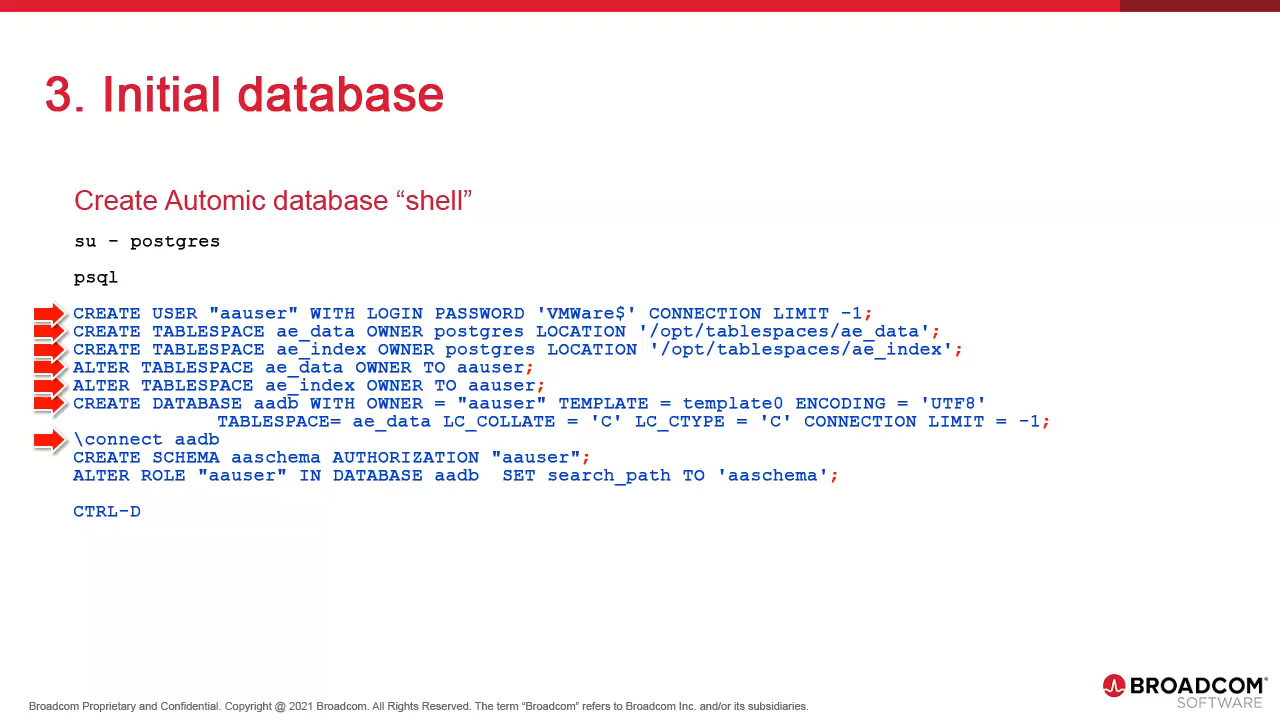 3. Initial database
Create Automic database “shell”
su – postgres
psql
CREATE USER "aauser" WITH LOGIN PASSWORD 'VMWare$' CONNECTION LIMIT -1;
CREATE TABLESPACE ae_data OWNER postgres LOCATION '/opt/tablespaces/ae_data';
CREATE TABLESPACE ae_index OWNER postgres LOCATION '/opt/tablespaces/ae_index';
ALTER TABLESPACE ae_data OWNER TO aauser;
ALTER TABLESPACE ae_index OWNER TO aauser;
CREATE DATABASE aadb WITH OWNER = "aauser" TEMPLATE = template0 ENCODING = 'UTF8'
TABLESPACE= ae_data LC_COLLATE = 'C' LC_CTYPE = 'C' CONNECTION LIMIT = -1;
\connect aadb
CREATE SCHEMA aaschema AUTHORIZATION "aauser";
ALTER ROLE "aauser" IN DATABASE aadb  SET search_path TO 'aaschema';
CTRL-D
BROADCOM®
SOFTWARE
Broadcom Proprietary and Confidential. Copyright @ 2021 Broadcom. All Rights Reserved. The term “Broadcom” refers to Broadcom Inc. and/or its subsidiaries.